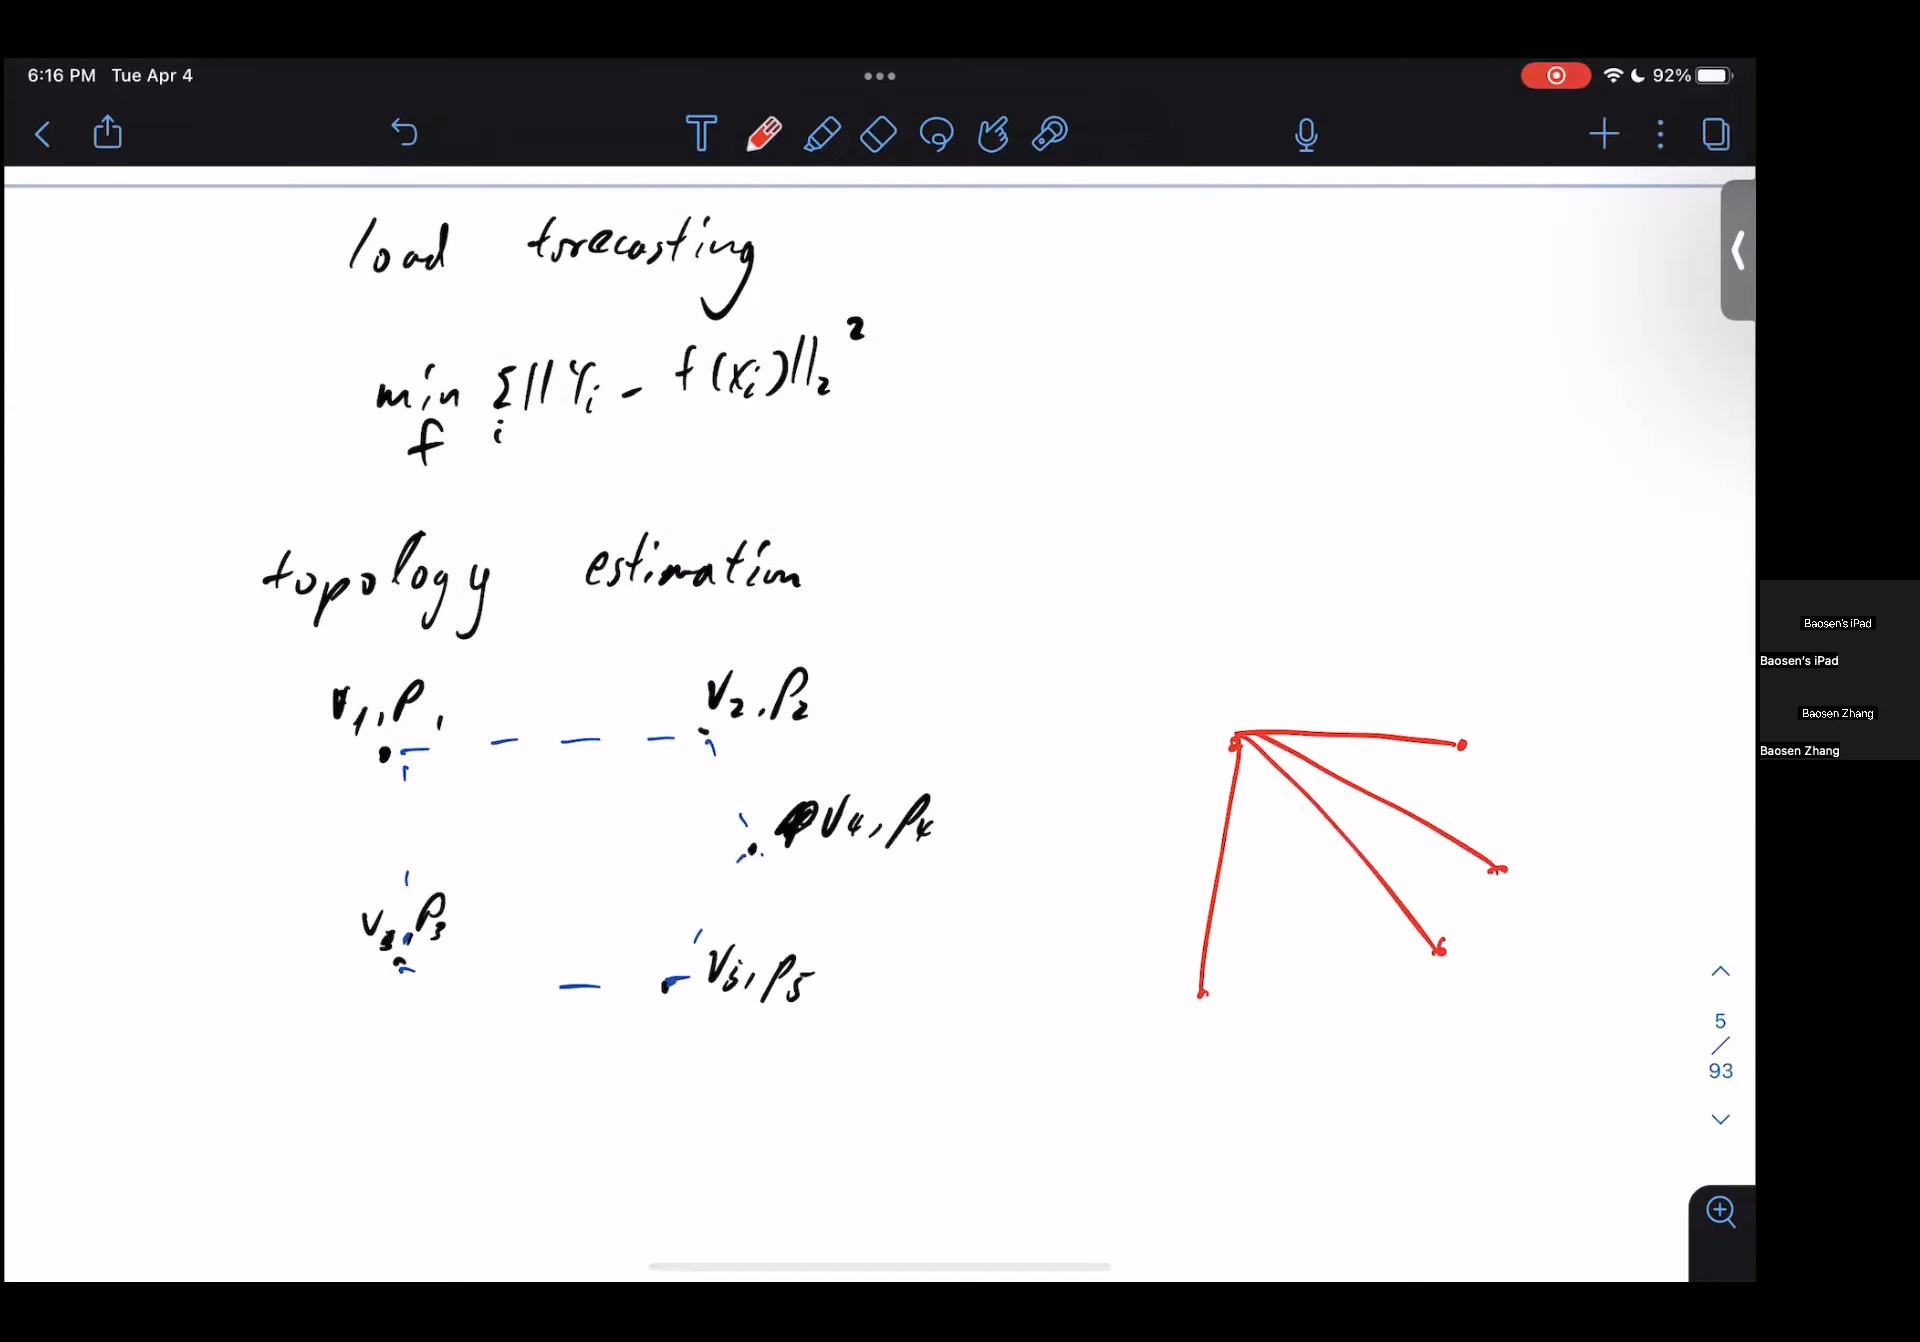 6:16 PM Tue Apr 4
92%
T
load forecasting
min Σ||Yi - f(xi)||₂²
f i
topology estimation
v1, P1
v2, P2
v4, P4
v3, P3
v5, P5
5
/
93
Baosen's iPad
Baosen's iPad
Baosen Zhang
Baosen Zhang